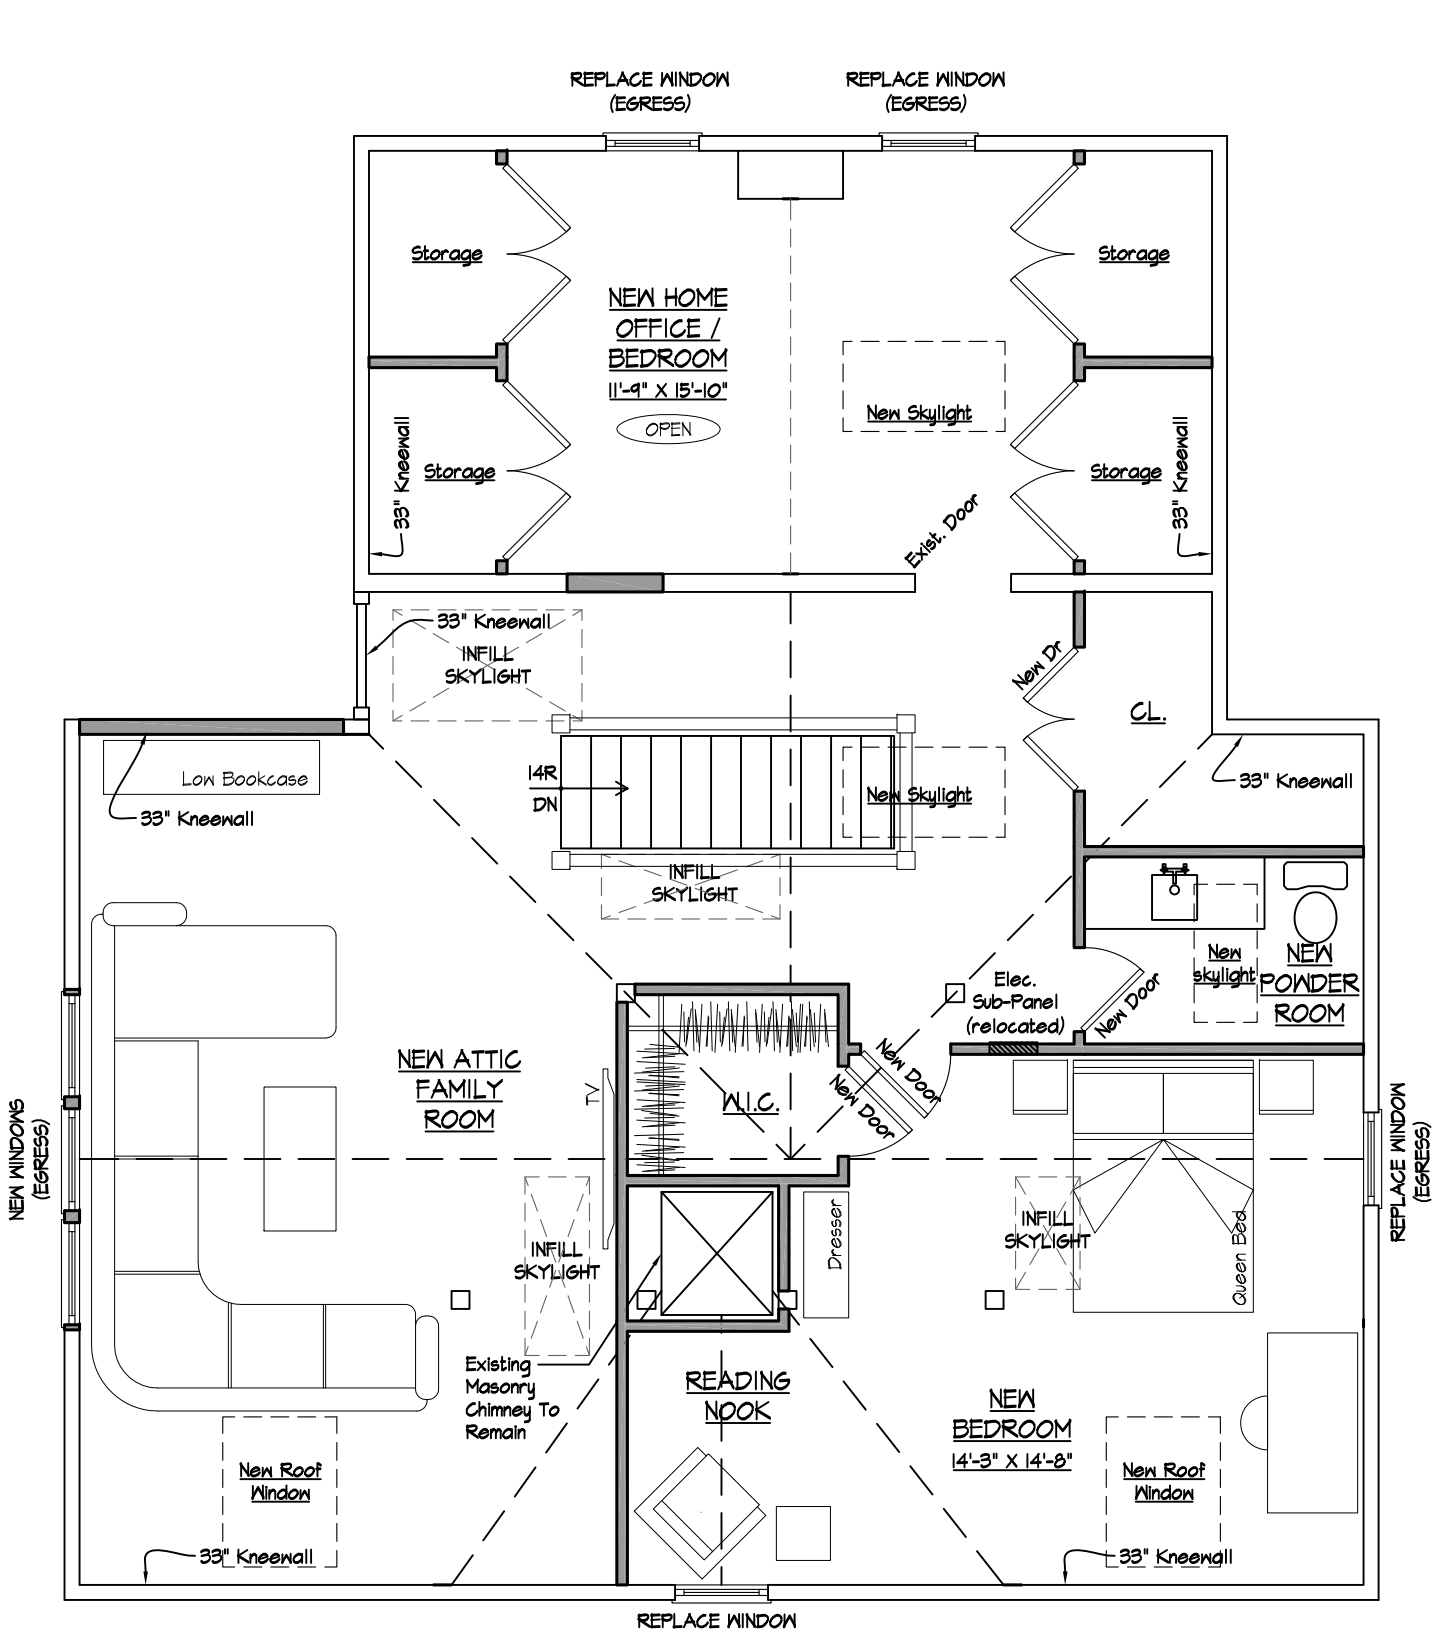 REPLACE WINDOW
(EGRESS)
REPLACE WINDOW
(EGRESS)
Storage
Storage
NEW HOME
OFFICE /
BEDROOM
11'-9" X 15'-10"
OPEN
New Skylight
33" Kneewall
Storage
Storage
33" Kneewall
Exist. Door
33" Kneewall
INFILL
SKYLIGHT
New Dr
CL.
Low Bookcase
33" Kneewall
14R
DN
New Skylight
33" Kneewall
INFILL
SKYLIGHT
New
skylight
NEW
POWDER
ROOM
Elec.
Sub-Panel
(relocated)
New Door
NEW ATTIC
FAMILY
ROOM
TV
W.I.C.
New Door
New Door
NEW WINDOWS
(EGRESS)
REPLACE WINDOW
(EGRESS)
INFILL
SKYLIGHT
Dresser
INFILL
SKYLIGHT
Queen Bed
Existing
Masonry
Chimney To
Remain
READING
NOOK
NEW
BEDROOM
14'-3" X 14'-8"
New Roof
Window
New Roof
Window
33" Kneewall
33" Kneewall
REPLACE WINDOW